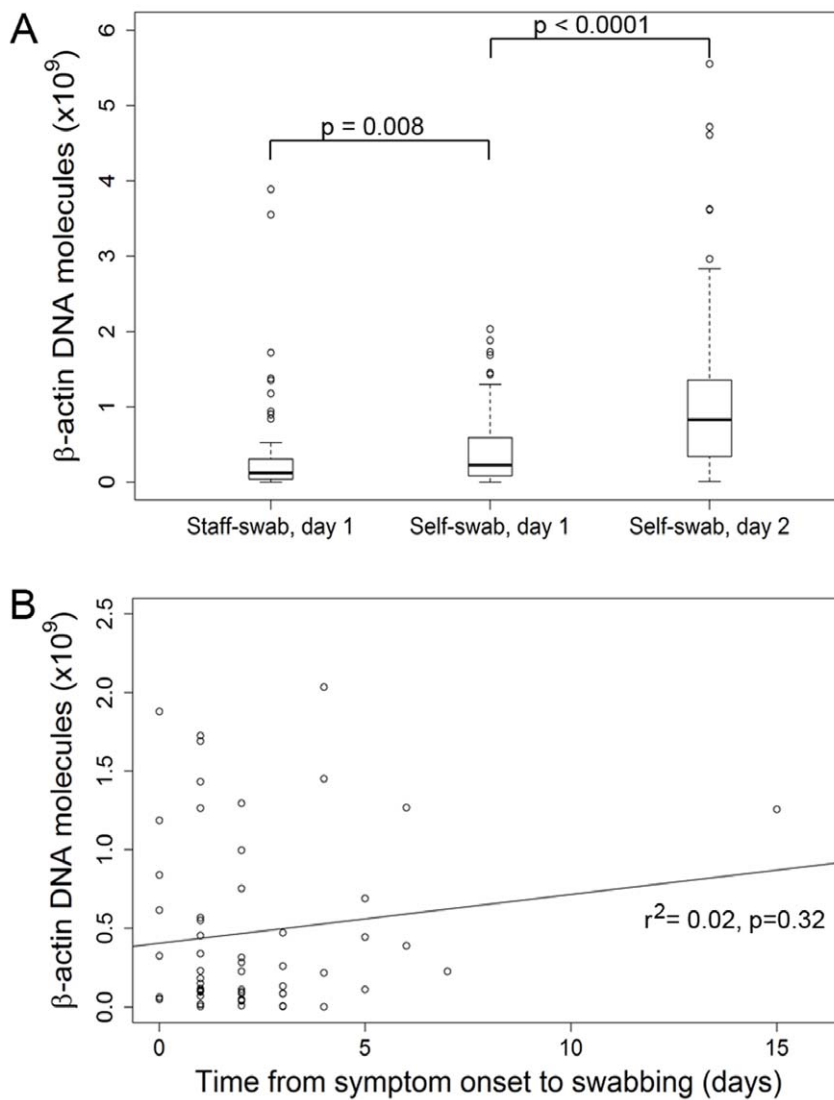 A
β-actin DNA molecules (x10⁹)
6
5
4
3
2
1
0
p < 0.0001
p = 0.008
Staff-swab, day 1
Self-swab, day 1
Self-swab, day 2
B
β-actin DNA molecules (x10⁹)
2.5
2.0
1.5
1.0
0.5
0.0
r²= 0.02, p=0.32
0
5
10
15
Time from symptom onset to swabbing (days)